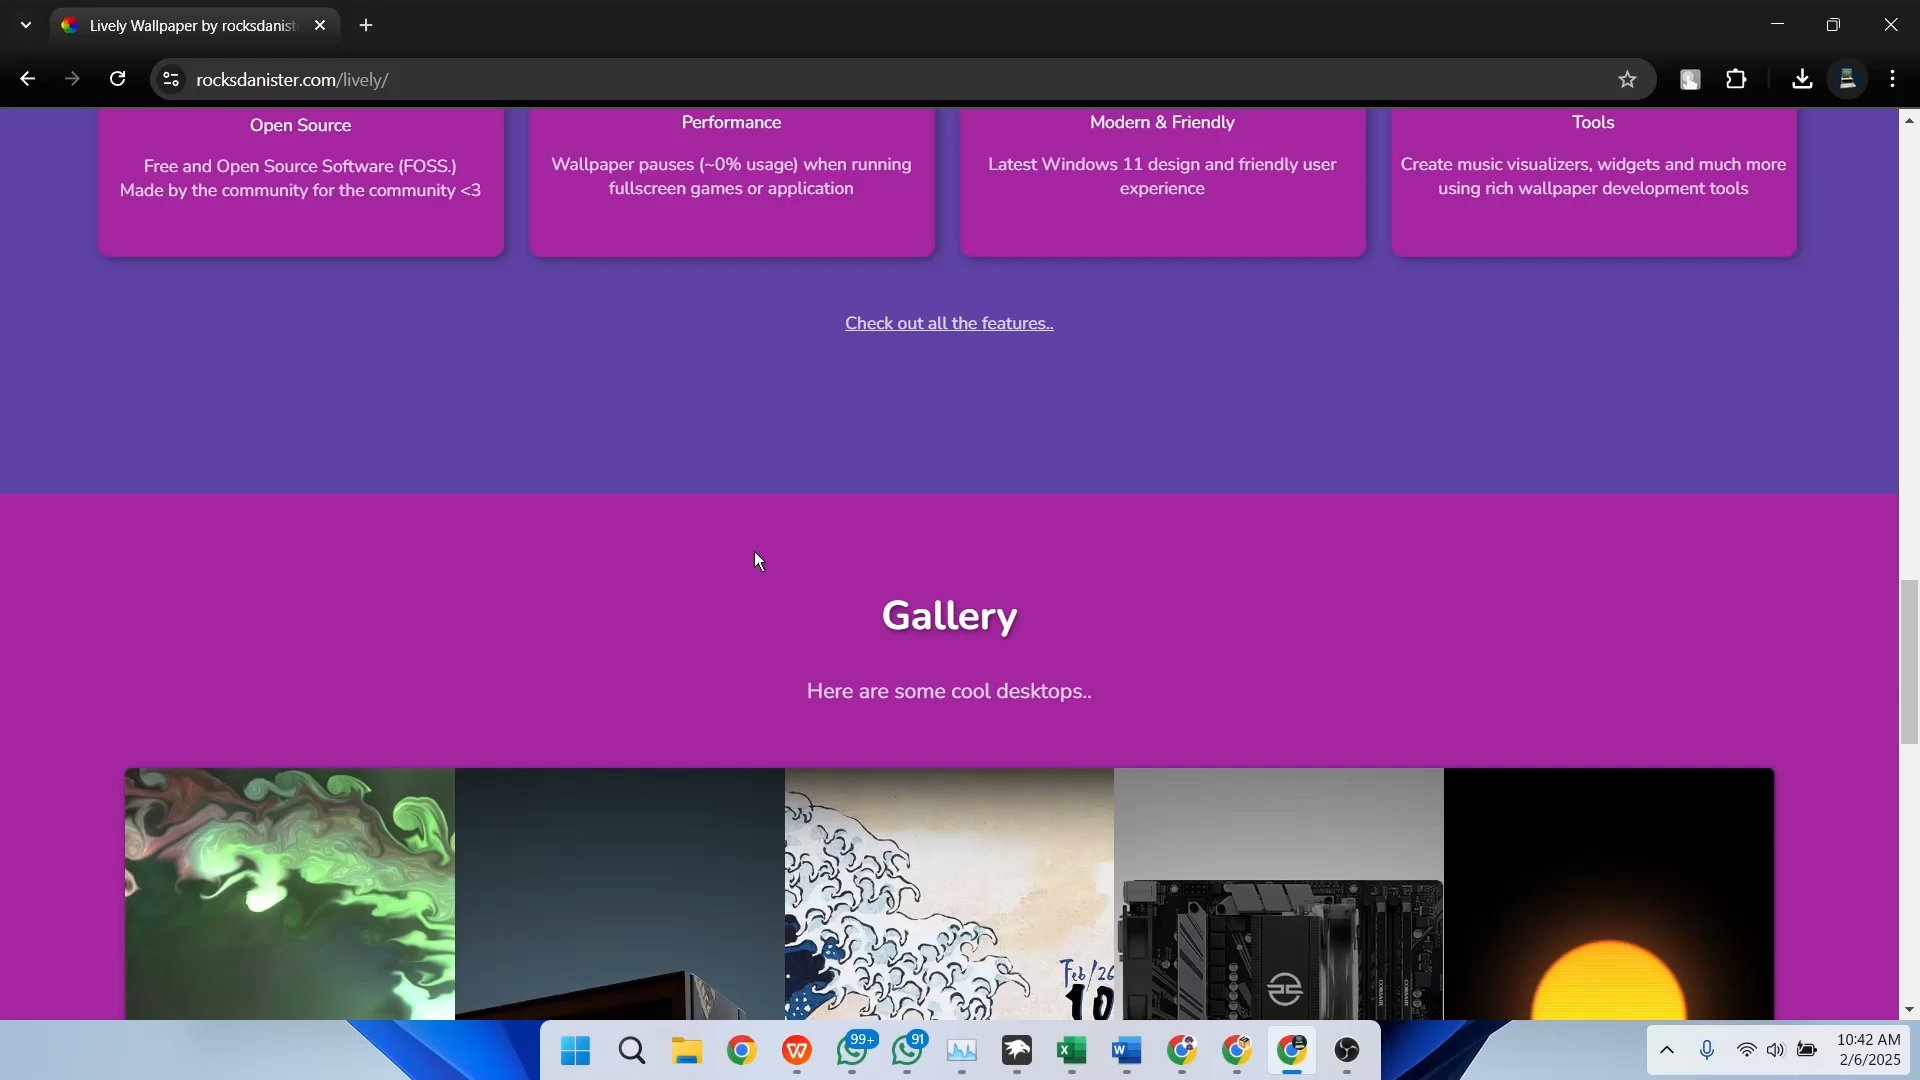 Lively Wallpaper by rocksdanist
rocksdanister.com/lively/
Open Source
Free and Open Source Software (FOSS.)
Made by the community for the community <3
Performance
Wallpaper pauses (~0% usage) when running
fullscreen games or application
Modern & Friendly
Latest Windows 11 design and friendly user
experience
Tools
Create music visualizers, widgets and much more
using rich wallpaper development tools
Check out all the features..
Gallery
Here are some cool desktops..
Feb/26
10
99+
91
10:42 AM
2/6/2025